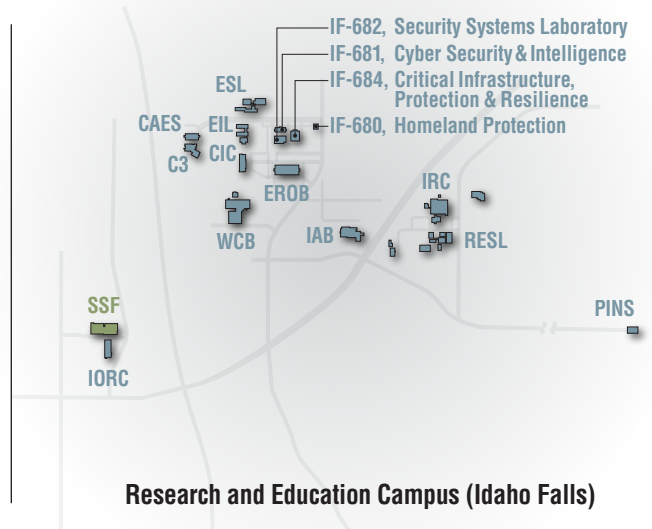 IF-682, Security Systems Laboratory
IF-681, Cyber Security & Intelligence
IF-684, Critical Infrastructure,
Protection & Resilience
IF-680, Homeland Protection
ESL
CAES
EIL
C3
CIC
EROB
IRC
WCB
IAB
RESL
SSF
PINS
IORC
Research and Education Campus (Idaho Falls)